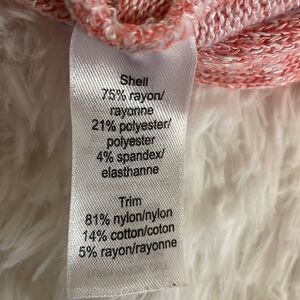 Shell
75% rayon/
rayonne
21% polyester/
polyester
4% spandex/
elasthanne
Trim
81% nylon/nylon
14% cotton/coton
5% rayon/rayonne